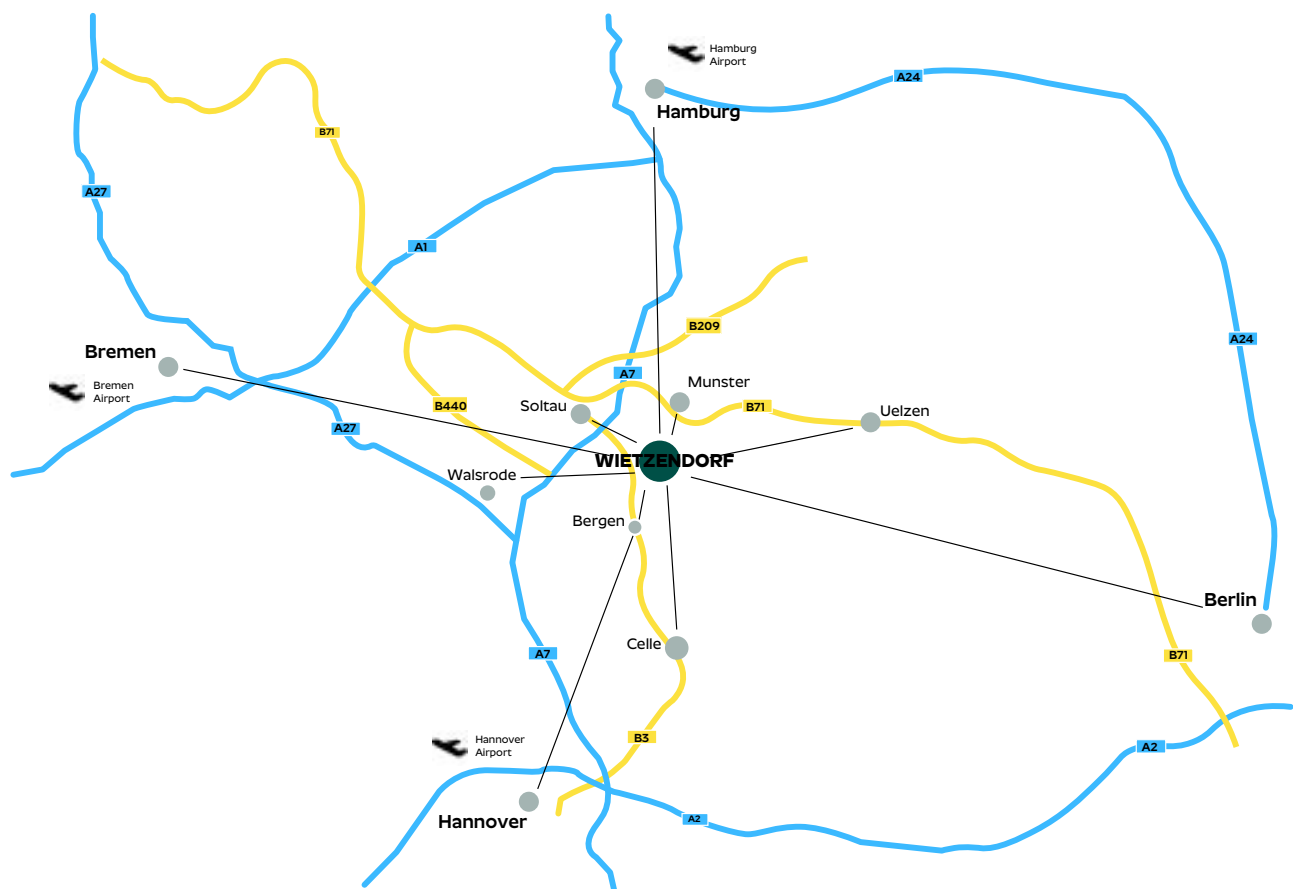 Hamburg
Airport
A24
Hamburg
B71
A27
A1
B209
A24
Bremen
A7
Bremen
Airport
Munster
Soltau
B440
B71
Uelzen
A27
WIETZENDORF
Walsrode
Bergen
Berlin
Celle
A7
B71
Hannover
Airport
B3
A2
Hannover
A2